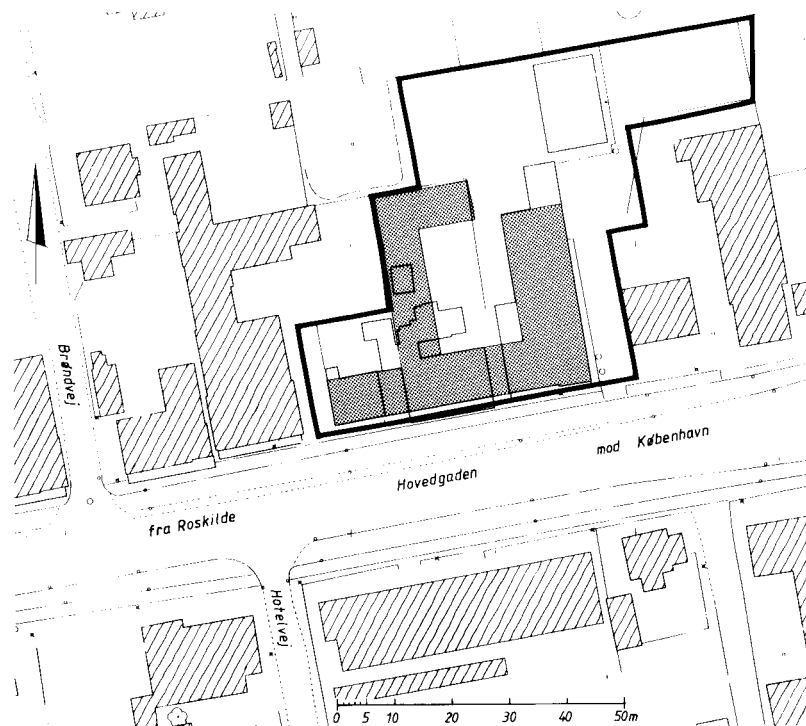 Brøndvej
mod København
Hovedgaden
fra Roskilde
Hotelvej
0 5 10 20 30 40 50m